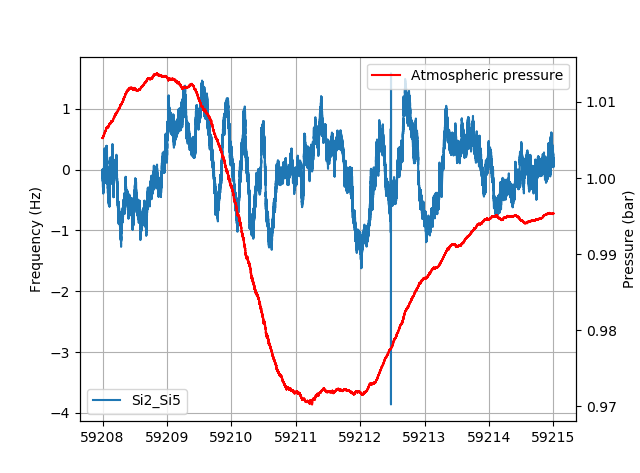 Atmospheric pressure
1
0
−1
−2
−3
−4
Frequency (Hz)
1.01
1.00
0.99
0.98
0.97
Pressure (bar)
Si2_Si5
59208 59209 59210 59211 59212 59213 59214 59215